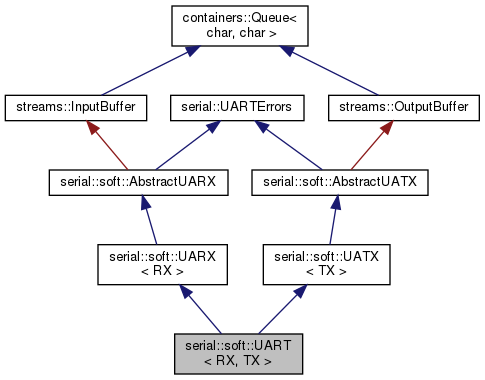 containers::Queue<
char, char >
streams::InputBuffer
serial::UARTErrors
streams::OutputBuffer
serial::soft::AbstractUARX
serial::soft::AbstractUATX
serial::soft::UARX
< RX >
serial::soft::UATX
< TX >
serial::soft::UART
< RX, TX >